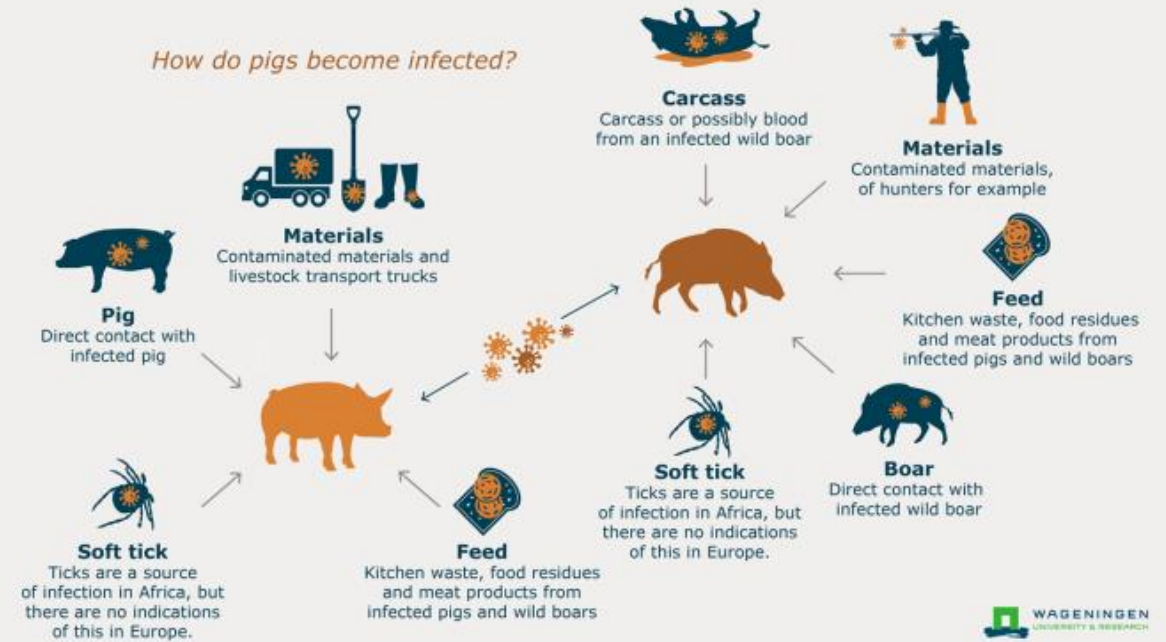 How do pigs become infected?
Carcass
Carcass or possibly blood
from an infected wild boar
Materials
Contaminated materials,
of hunters for example
Materials
Contaminated materials and
livestock transport trucks
Pig
Direct contact with
infected pig
Feed
Kitchen waste, food residues
and meat products from
infected pigs and wild boars
Soft tick
Ticks are a source
of infection in Africa, but
there are no indications
of this in Europe.
Boar
Direct contact with
infected wild boar
Soft tick
Ticks are a source
of infection in Africa, but
there are no indications
of this in Europe.
Feed
Kitchen waste, food residues
and meat products from
infected pigs and wild boars
WAGENINGEN
UNIVERSITY & RESEARCH